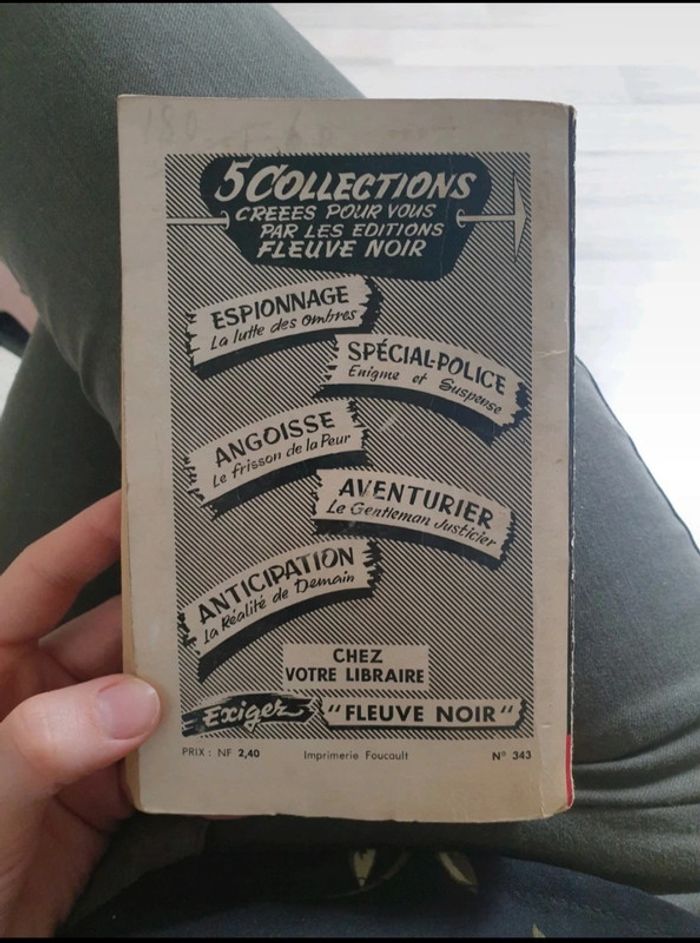 5 COLLECTIONS
CREEES POUR VOUS
PAR LES EDITIONS
FLEUVE NOIR
ESPIONNAGE
La lutte des ombres
SPÉCIAL-POLICE
Enigme et Suspense
ANGOISSE
Le frisson de la Peur
AVENTURIER
Le Gentleman Justicier
ANTICIPATION
La Réalité de Demain
CHEZ
VOTRE LIBRAIRE
Exigez "FLEUVE NOIR"
PRIX : NF 2,40 Imprimerie Foucault N° 343